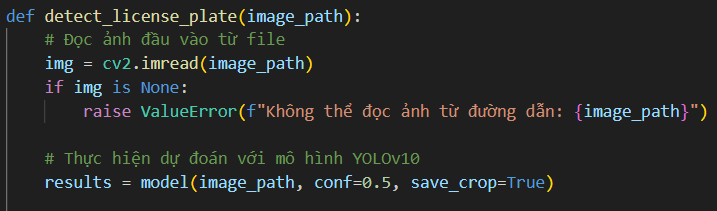 def detect_license_plate(image_path):
    # Đọc ảnh đầu vào từ file
    img = cv2.imread(image_path)
    if img is None:
        raise ValueError(f"Không thể đọc ảnh từ đường dẫn: {image_path}")

    # Thực hiện dự đoán với mô hình YOLOv10
    results = model(image_path, conf=0.5, save_crop=True)